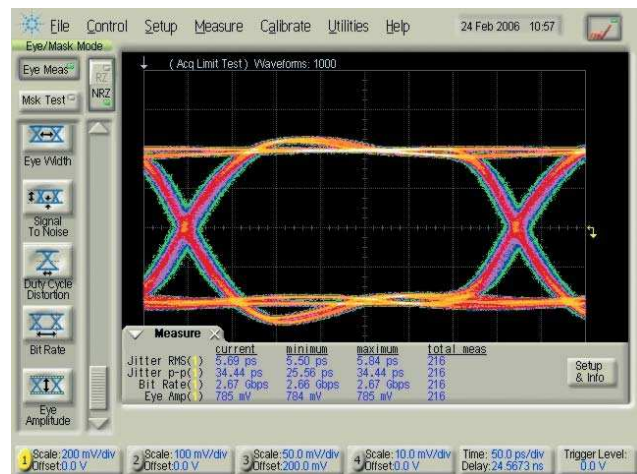 File Control Setup Measure Calibrate Utilities Help 24 Feb 2006 10:57
Eye/Mask Mode
Eye Meas
Msk Test
RZ
NRZ
(Acq Limit Test) Waveforms: 1000
Eye Width
Signal
To Noise
Duty Cycle
Distortion
Bit Rate
Eye
Amplitude
Measure
current minimum maximum total meas
Jitter RMS(1) 5.69 ps 5.50 ps 5.84 ps 216
Jitter p-p(1) 34.44 ps 25.56 ps 34.44 ps 216
Bit Rate(1) 2.67 Gbps 2.66 Gbps 2.67 Gbps 216
Eye Amp(1) 785 mV 784 mV 785 mV 216
Setup
& Info
1 Scale:200 mV/div
Offset:0.0 V
2 Scale:100 mV/div
Offset:0.0 V
3 Scale:50.0 mV/div
Offset:200.0 mV
4 Scale:10.0 mV/div
Offset:0.0 V
Time: 50.0 ps/div
Delay:24.5673 ns
Trigger Level:
0.0 V